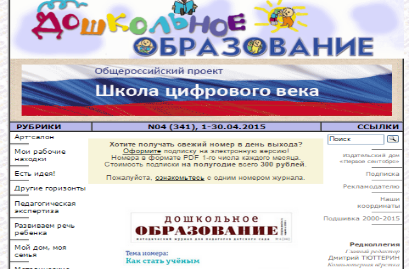 Дошкольное
ОБРАЗОВАНИЕ
Общероссийский проект
Школа цифрового века
РУБРИКИ
N04 (341), 1-30.04.2015
ССЫЛКИ
Арт-салон
Мои рабочие
находки
Есть идея!
Другие горизонты
Педагогическая
экспертиза
Развиваем речь
ребенка
Мой дом, моя
семья
Хотите получать свежий номер в день выхода?
Оформите подписку на электронную версию!
Номера в формате PDF 1-го числа каждого месяца.
Стоимость подписки на полугодие всего 300 рублей.
Пожалуйста, ознакомьтесь с одним номером журнала.
ДОШКОЛЬНОЕ
ОБРАЗОВАНИЕ
Тема номера:
Как стать учёным
Поиск
Издательский дом
«Первое сентября»
Подписка
Рекламодателю
Наши
координаты
Подшивка 2000-2015
Редколлегия
Главный редактор:
Дмитрий ТЮТТЕРИН